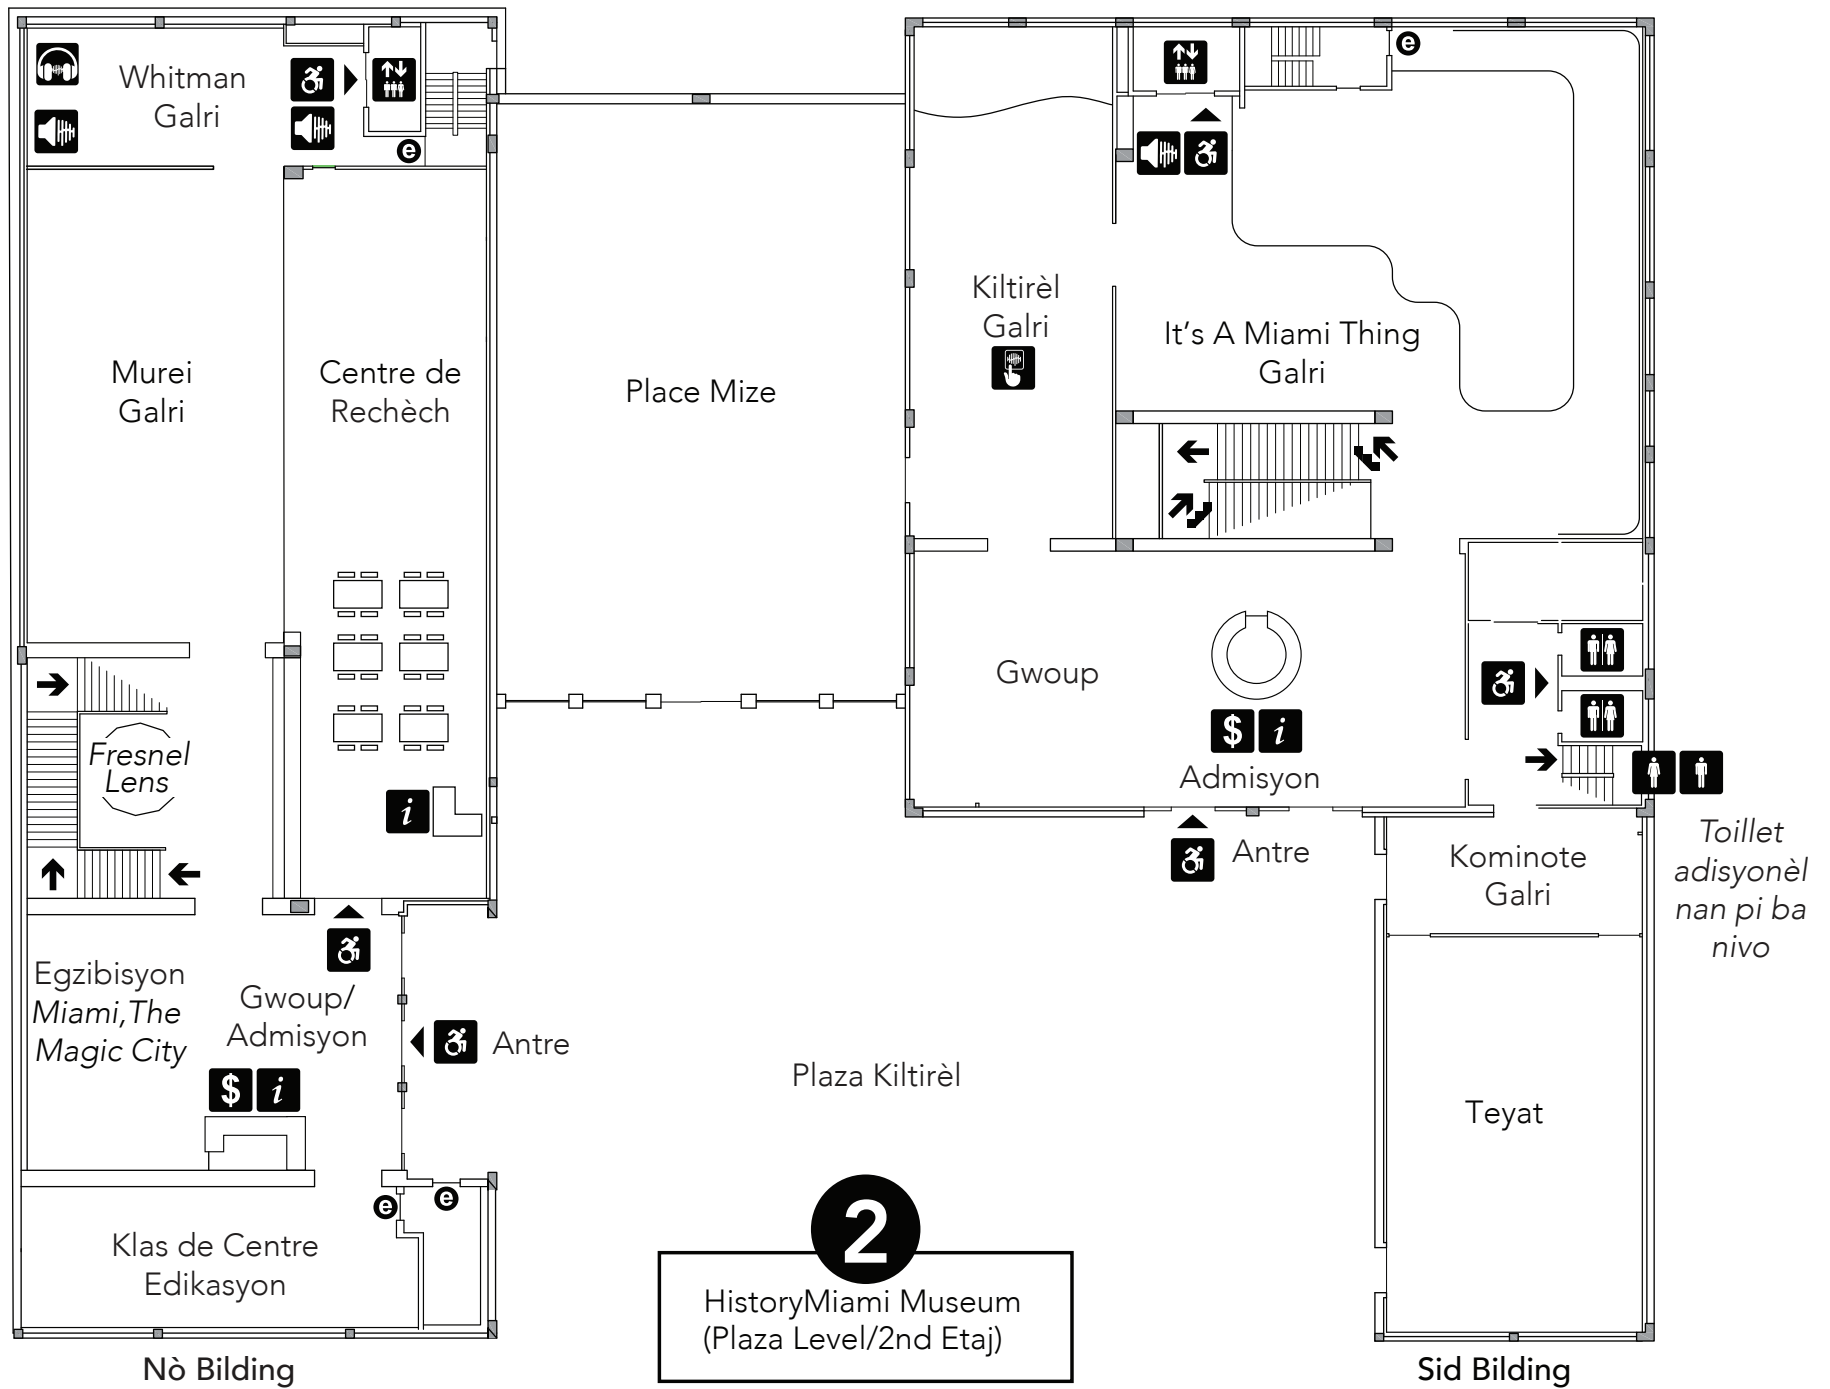 Whitman
Galri
e
Murei
Galri
Centre de
Rechèch
Fresnel
Lens
i
Egzibisyon
Miami,The
Magic City
Gwoup/
Admisyon
$ i
Antre
e
e
Klas de Centre
Edikasyon
Nò Bilding
Place Mize
Plaza Kiltirèl
2
HistoryMiami Museum
(Plaza Level/2nd Etaj)
e
Kiltirèl
Galri
It's A Miami Thing
Galri
Gwoup
$ i
Admisyon
Antre
Kominote
Galri
Toillet
adisyonèl
nan pi ba
nivo
Teyat
Sid Bilding